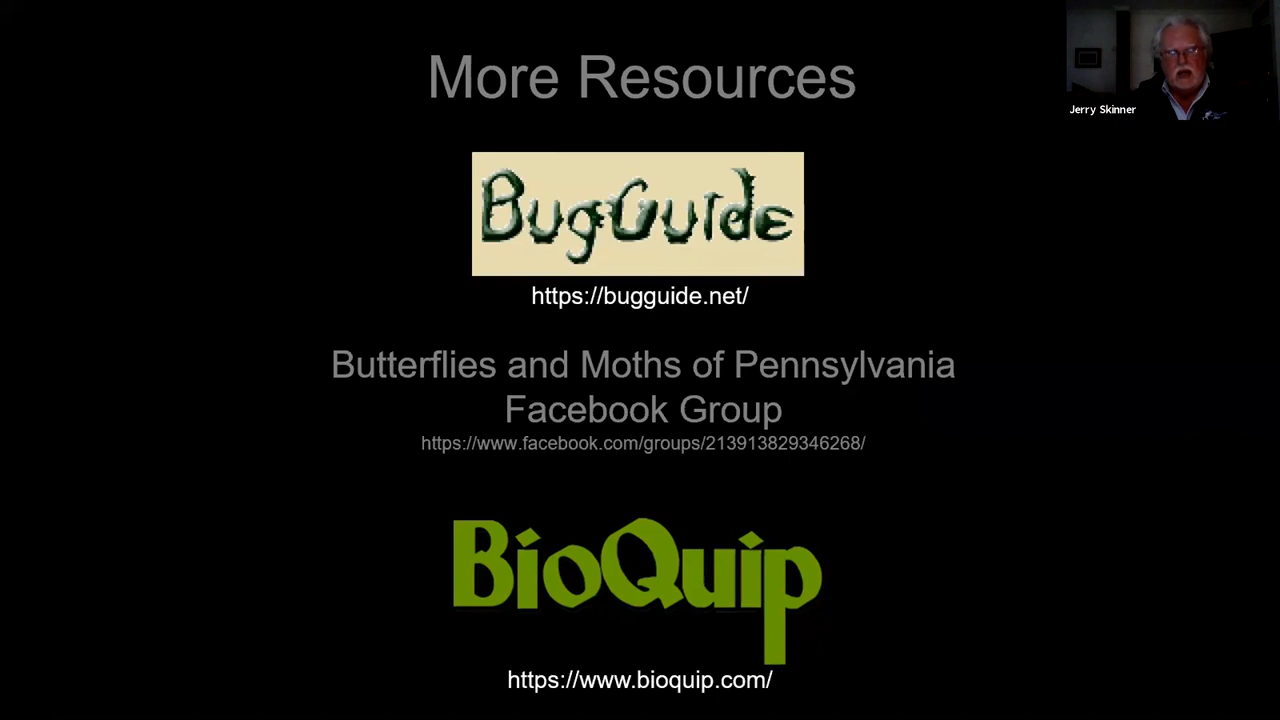 More Resources
Jerry Skinner
BugGuide
https://bugguide.net/
Butterflies and Moths of Pennsylvania
Facebook Group
https://www.facebook.com/groups/213913829346268/
BioQuip
https://www.bioquip.com/